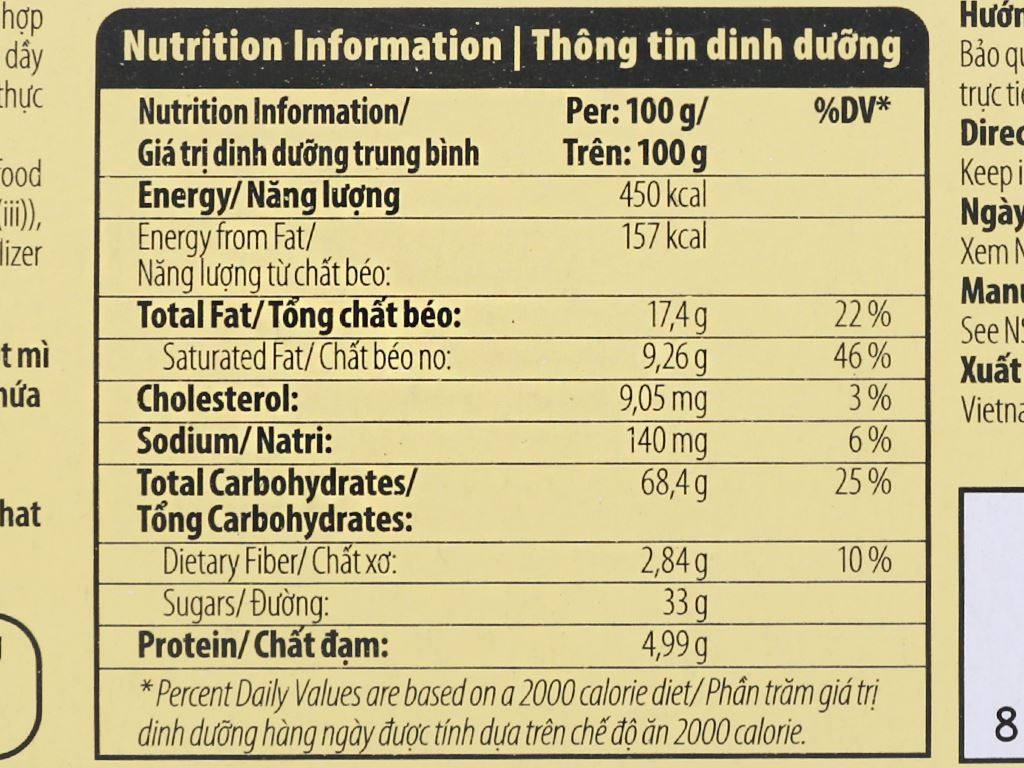 hợp
dầy
thực
food
(iii)),
lizer
t mì
hứa
hat
Nutrition Information | Thông tin dinh dưỡng
Nutrition Information/ Per: 100 g/ %DV*
Giá trị dinh dưỡng trung bình Trên: 100 g
Energy/ Năng lượng 450 kcal
Energy from Fat/ 157 kcal
Năng lượng từ chất béo:
Total Fat/ Tổng chất béo: 17,4 g 22 %
Saturated Fat/ Chất béo no: 9,26 g 46 %
Cholesterol: 9,05 mg 3 %
Sodium/ Natri: 140 mg 6 %
Total Carbohydrates/ 68,4 g 25 %
Tổng Carbohydrates:
Dietary Fiber/ Chất xơ: 2,84 g 10 %
Sugars/ Đường: 33 g
Protein/ Chất đạm: 4,99 g
* Percent Daily Values are based on a 2000 calorie diet/ Phần trăm giá trị
dinh dưỡng hàng ngày được tính dựa trên chế độ ăn 2000 calorie.
Hướn
Bảo qu
trực tiế
Direc
Keep i
Ngày
Xem N
Manu
See NS
Xuất
Vietna
8